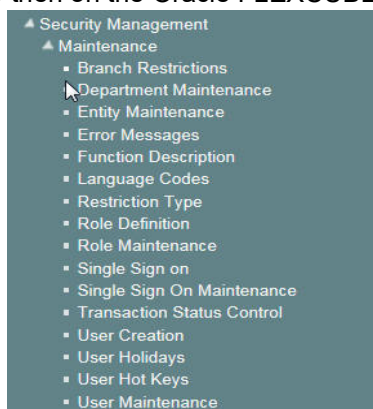 Security Management
Maintenance
Branch Restrictions
Department Maintenance
Entity Maintenance
Error Messages
Function Description
Language Codes
Restriction Type
Role Definition
Role Maintenance
Single Sign on
Single Sign On Maintenance
Transaction Status Control
User Creation
User Holidays
User Hot Keys
User Maintenance